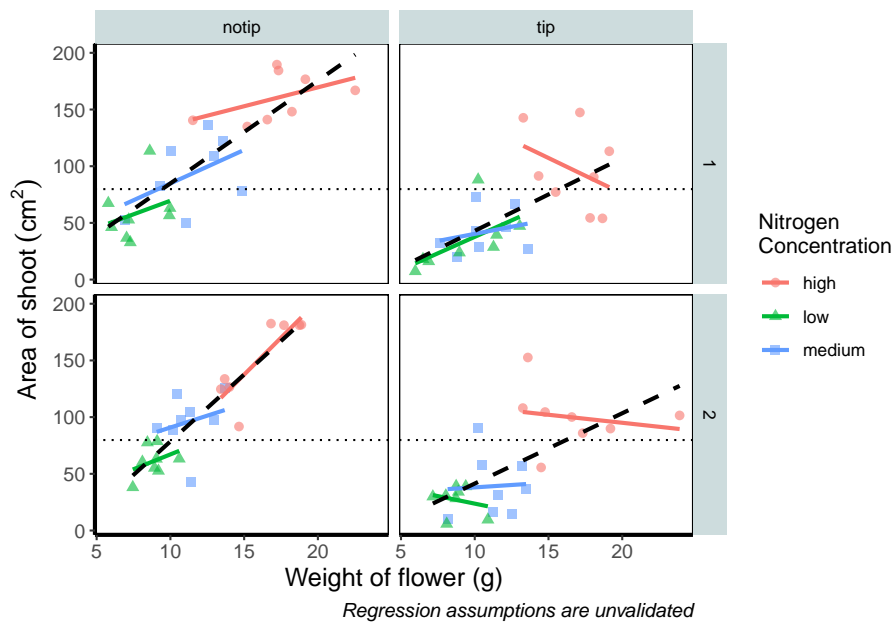 notip tip
200
150
100
50
0
1
200
150
100
50
0
2
Area of shoot (cm²)
5 10 15 20 5 10 15 20
Weight of flower (g)
Regression assumptions are unvalidated
Nitrogen
Concentration
high
low
medium